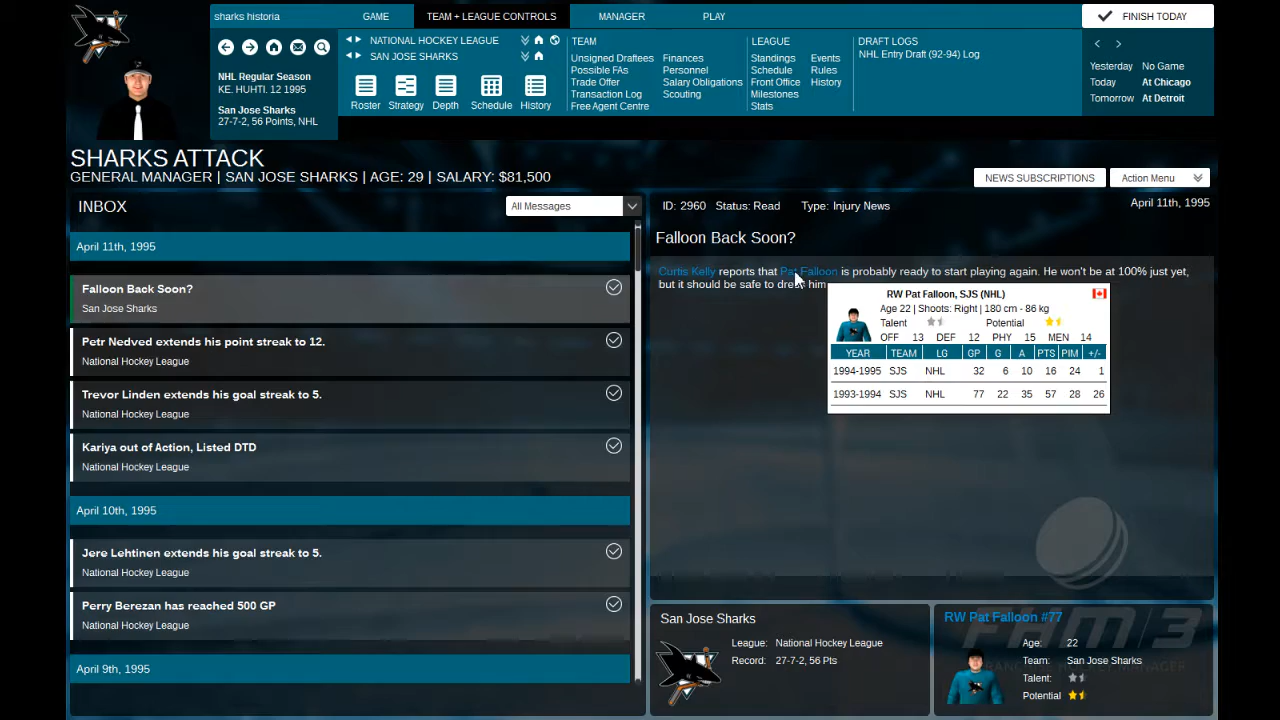 sharks historia
GAME
TEAM + LEAGUE CONTROLS
MANAGER
PLAY
FINISH TODAY
NATIONAL HOCKEY LEAGUE
SAN JOSE SHARKS
NHL Regular Season
KE. HUHTI. 12 1995
San Jose Sharks
27-7-2, 56 Points, NHL
Roster
Strategy
Depth
Schedule
History
TEAM
Unsigned Draftees
Possible FAs
Trade Offer
Transaction Log
Free Agent Centre
Finances
Personnel
Salary Obligations
Scouting
LEAGUE
Standings
Schedule
Front Office
Milestones
Stats
Events
Rules
History
DRAFT LOGS
NHL Entry Draft (92-94) Log
Yesterday No Game
Today At Chicago
Tomorrow At Detroit
SHARKS ATTACK
GENERAL MANAGER | SAN JOSE SHARKS | AGE: 29 | SALARY: $81,500
NEWS SUBSCRIPTIONS
Action Menu
INBOX
All Messages
April 11th, 1995
Falloon Back Soon?
San Jose Sharks
Petr Nedved extends his point streak to 12.
National Hockey League
Trevor Linden extends his goal streak to 5.
National Hockey League
Kariya out of Action, Listed DTD
National Hockey League
April 10th, 1995
Jere Lehtinen extends his goal streak to 5.
National Hockey League
Perry Berezan has reached 500 GP
National Hockey League
April 9th, 1995
ID: 2960 Status: Read Type: Injury News April 11th, 1995
Falloon Back Soon?
Curtis Kelly reports that Pat Falloon is probably ready to start playing again. He won't be at 100% just yet,
but it should be safe to dress him
RW Pat Falloon, SJS (NHL)
Age 22 | Shoots: Right | 180 cm - 86 kg
Talent Potential
OFF 13 DEF 12 PHY 15 MEN 14
YEAR TEAM LG GP G A PTS PIM +/-
1994-1995 SJS NHL 32 6 10 16 24 1
1993-1994 SJS NHL 77 22 35 57 28 26
San Jose Sharks
League: National Hockey League
Record: 27-7-2, 56 Pts
RW Pat Falloon #77
Age: 22
Team: San Jose Sharks
Talent:
Potential
FHM/3